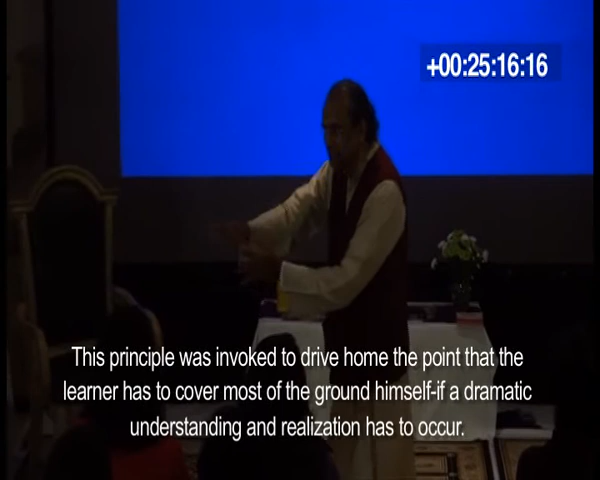 +00:25:16:16
This principle was invoked to drive home the point that the
learner has to cover most of the ground himself-if a dramatic
understanding and realization has to occur.